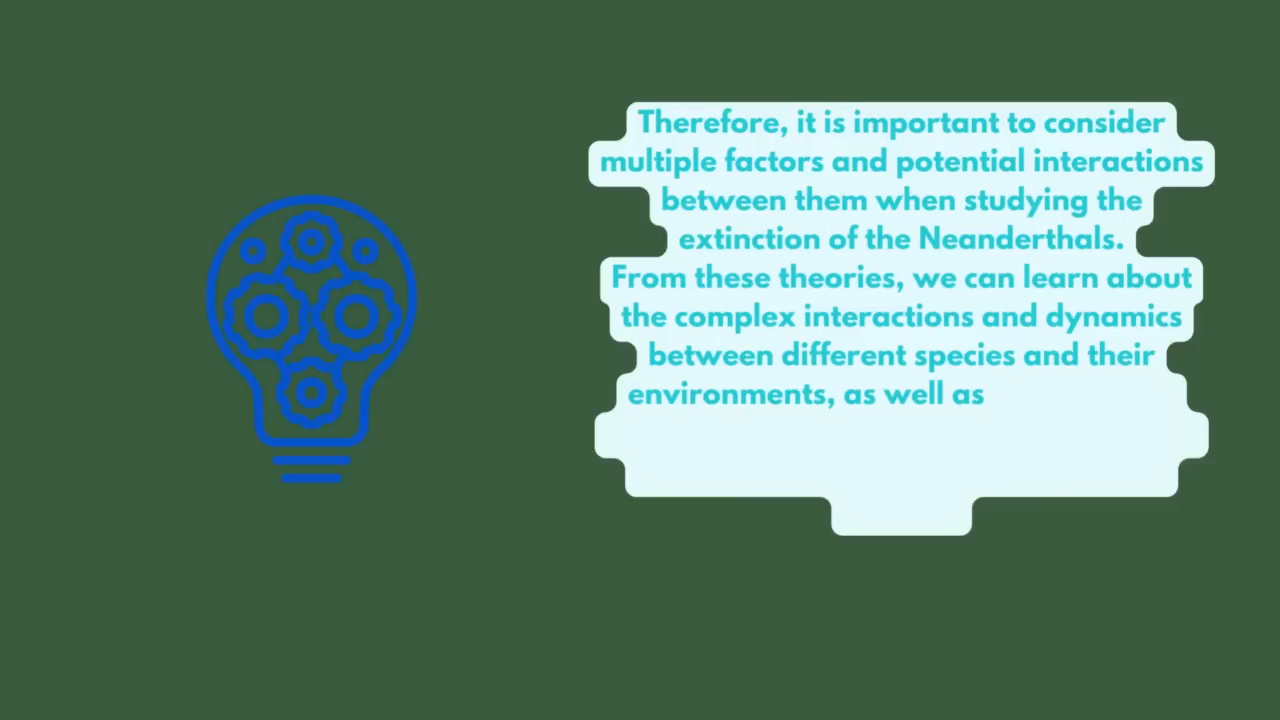 Therefore, it is important to consider
multiple factors and potential interactions
between them when studying the
extinction of the Neanderthals.
From these theories, we can learn about
the complex interactions and dynamics
between different species and their
environments, as well as